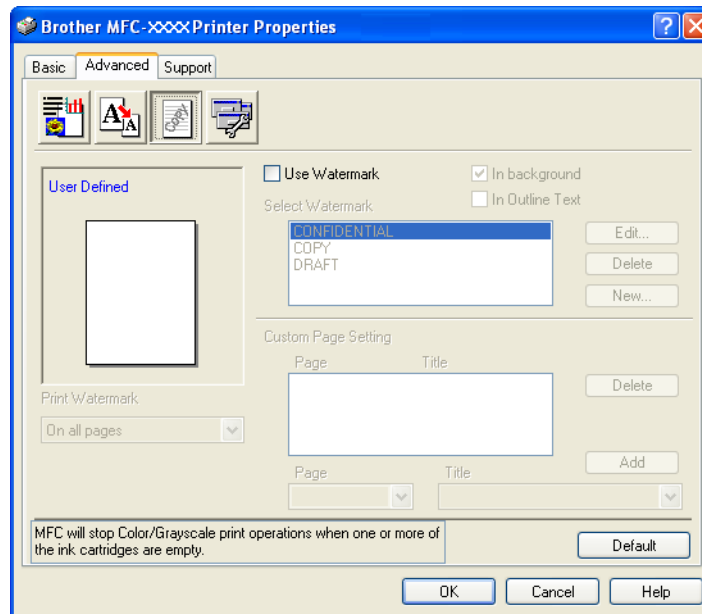 Brother MFC-XXXX Printer Properties
Basic
Advanced
Support
User Defined
Use Watermark
In background
In Outline Text
Select Watermark
CONFIDENTIAL
COPY
DRAFT
Edit...
Delete
New...
Custom Page Setting
Page Title
Delete
Print Watermark
On all pages
Add
Page Title
MFC will stop Color/Grayscale print operations when one or more of
the ink cartridges are empty.
Default
OK Cancel Help